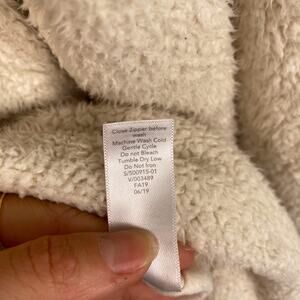 Close Zipper before
wash
Machine Wash Cold
Gentle Cycle
Do not Bleach
Tumble Dry Low
Do Not Iron
S/500915-01
V/003489
FA19
06/19